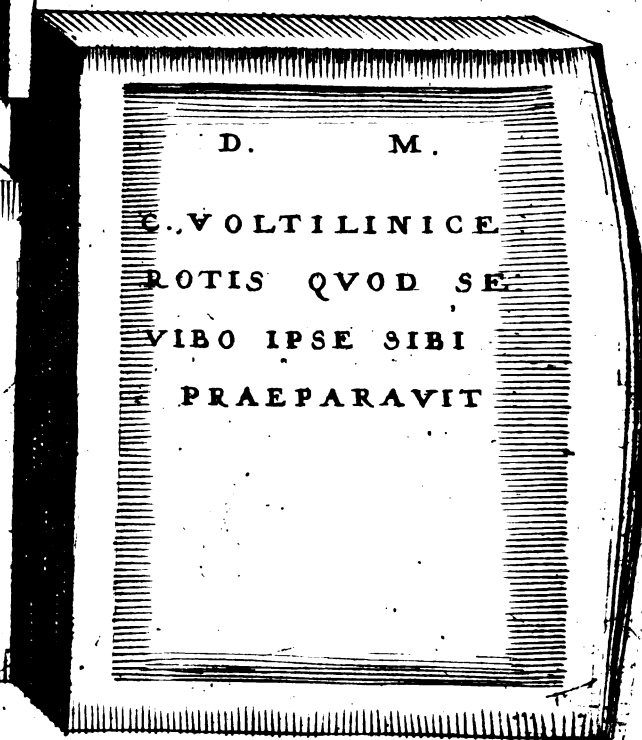 D. M.
C. VOLTILINICE
ROTIS QVOD SE
VIBO IPSE SIBI
PRAEPARAVIT